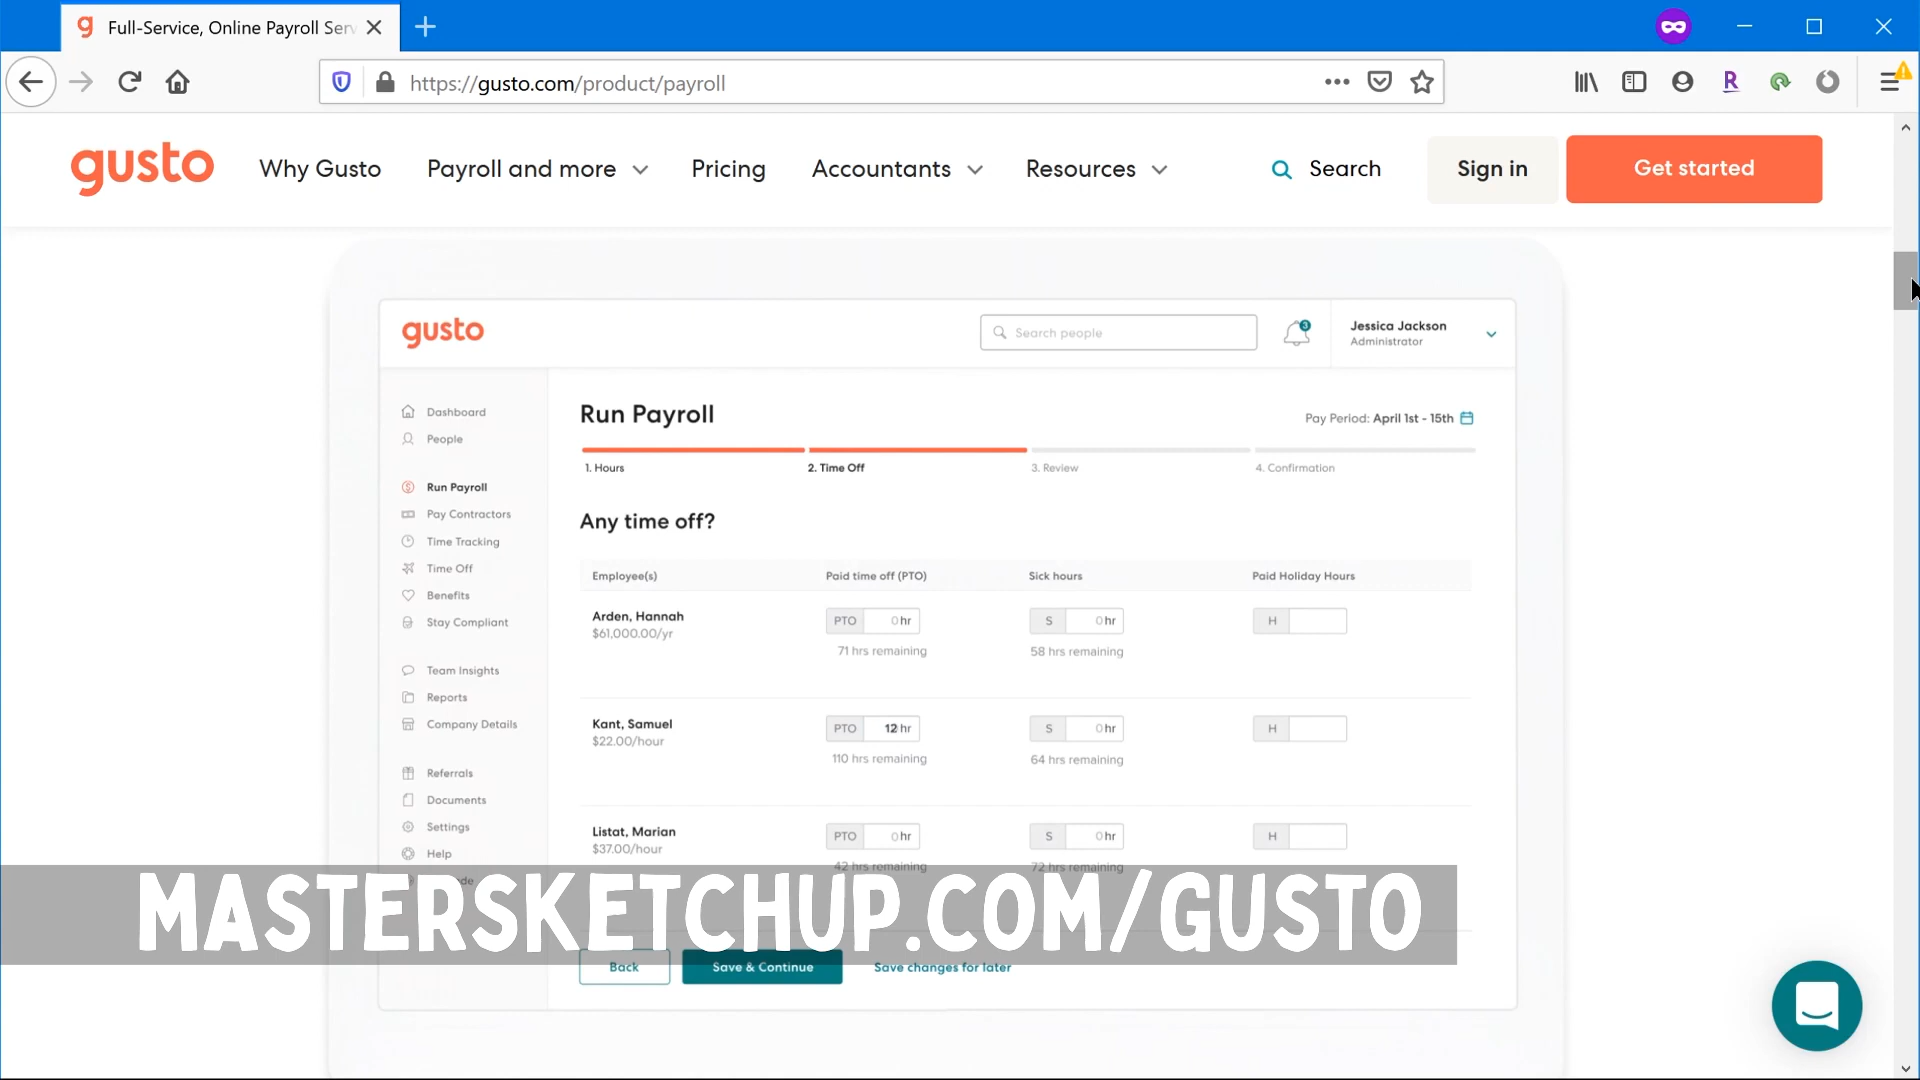 Full-Service, Online Payroll Serv
https://gusto.com/product/payroll
gusto Why Gusto Payroll and more Pricing Accountants Resources Search Sign in Get started
gusto Search people 3 Jessica Jackson
Administrator
Dashboard
People
Run Payroll
Pay Contractors
Time Tracking
Time Off
Benefits
Stay Compliant
Team Insights
Reports
Company Details
Referrals
Documents
Settings
Help
Run Payroll
Pay Period: April 1st - 15th
1. Hours 2. Time Off 3. Review 4. Confirmation
Any time off?
Employee(s) Paid time off (PTO) Sick hours Paid Holiday Hours
Arden, Hannah PTO 0 hr S 0 hr H
$61,000.00/yr
71 hrs remaining 58 hrs remaining
Kant, Samuel PTO 12 hr S 0 hr H
$22.00/hour
110 hrs remaining 64 hrs remaining
Listat, Marian PTO 0 hr S 0 hr H
$37.00/hour
42 hrs remaining 72 hrs remaining
MASTERSKETCHUP.COM/GUSTO
Back Save & Continue Save changes for later